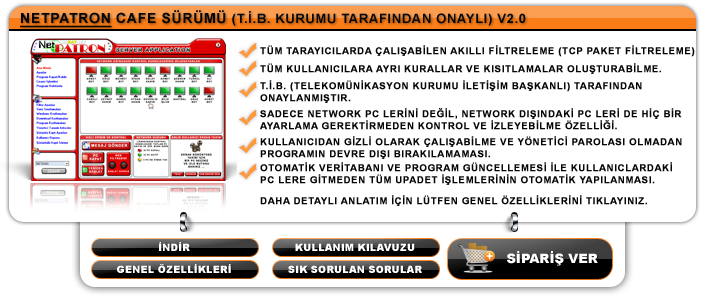 NETPATRON CAFE SÜRÜMÜ (T.İ.B. KURUMU TARAFINDAN ONAYLI) V2.0
Net PATRON
SERVER APPLICATION
MESAJ GÖNDER
TÜM TARAYICILARDA ÇALIŞABİLEN AKILLI FİLTRELEME (TCP PAKET FİLTRELEME)
TÜM KULLANICILARA AYRI KURALLAR VE KISITLAMALAR OLUŞTURABİLME.
T.İ.B. (TELEKOMÜNİKASYON KURUMU İLETİŞİM BAŞKANLI) TARAFINDAN
ONAYLANMIŞTIR.
SADECE NETWORK PC LERİNİ DEĞİL, NETWORK DIŞINDAKİ PC LERİ DE HİÇ BİR
AYARLAMA GEREKTİRMEDEN KONTROL VE İZLEYEBİLME ÖZELLİĞİ.
KULLANICIDAN GİZLİ OLARAK ÇALIŞABİLME VE YÖNETİCİ PAROLASI OLMADAN
PROGRAMIN DEVRE DIŞI BIRAKILAMAMASI.
OTOMATİK VERİTABANI VE PROGRAM GÜNCELLEMESİ İLE KULLANICLARDAKİ
PC LERE GİTMEDEN TÜM UPADET İŞLEMLERİNİN OTOMATİK YAPILANMASI.
DAHA DETAYLI ANLATIM İÇİN LÜTFEN GENEL ÖZELLİKLERİNİ TIKLAYINIZ.
İNDİR
KULLANIM KILAVUZU
GENEL ÖZELLİKLERİ
SIK SORULAN SORULAR
SİPARİŞ VER